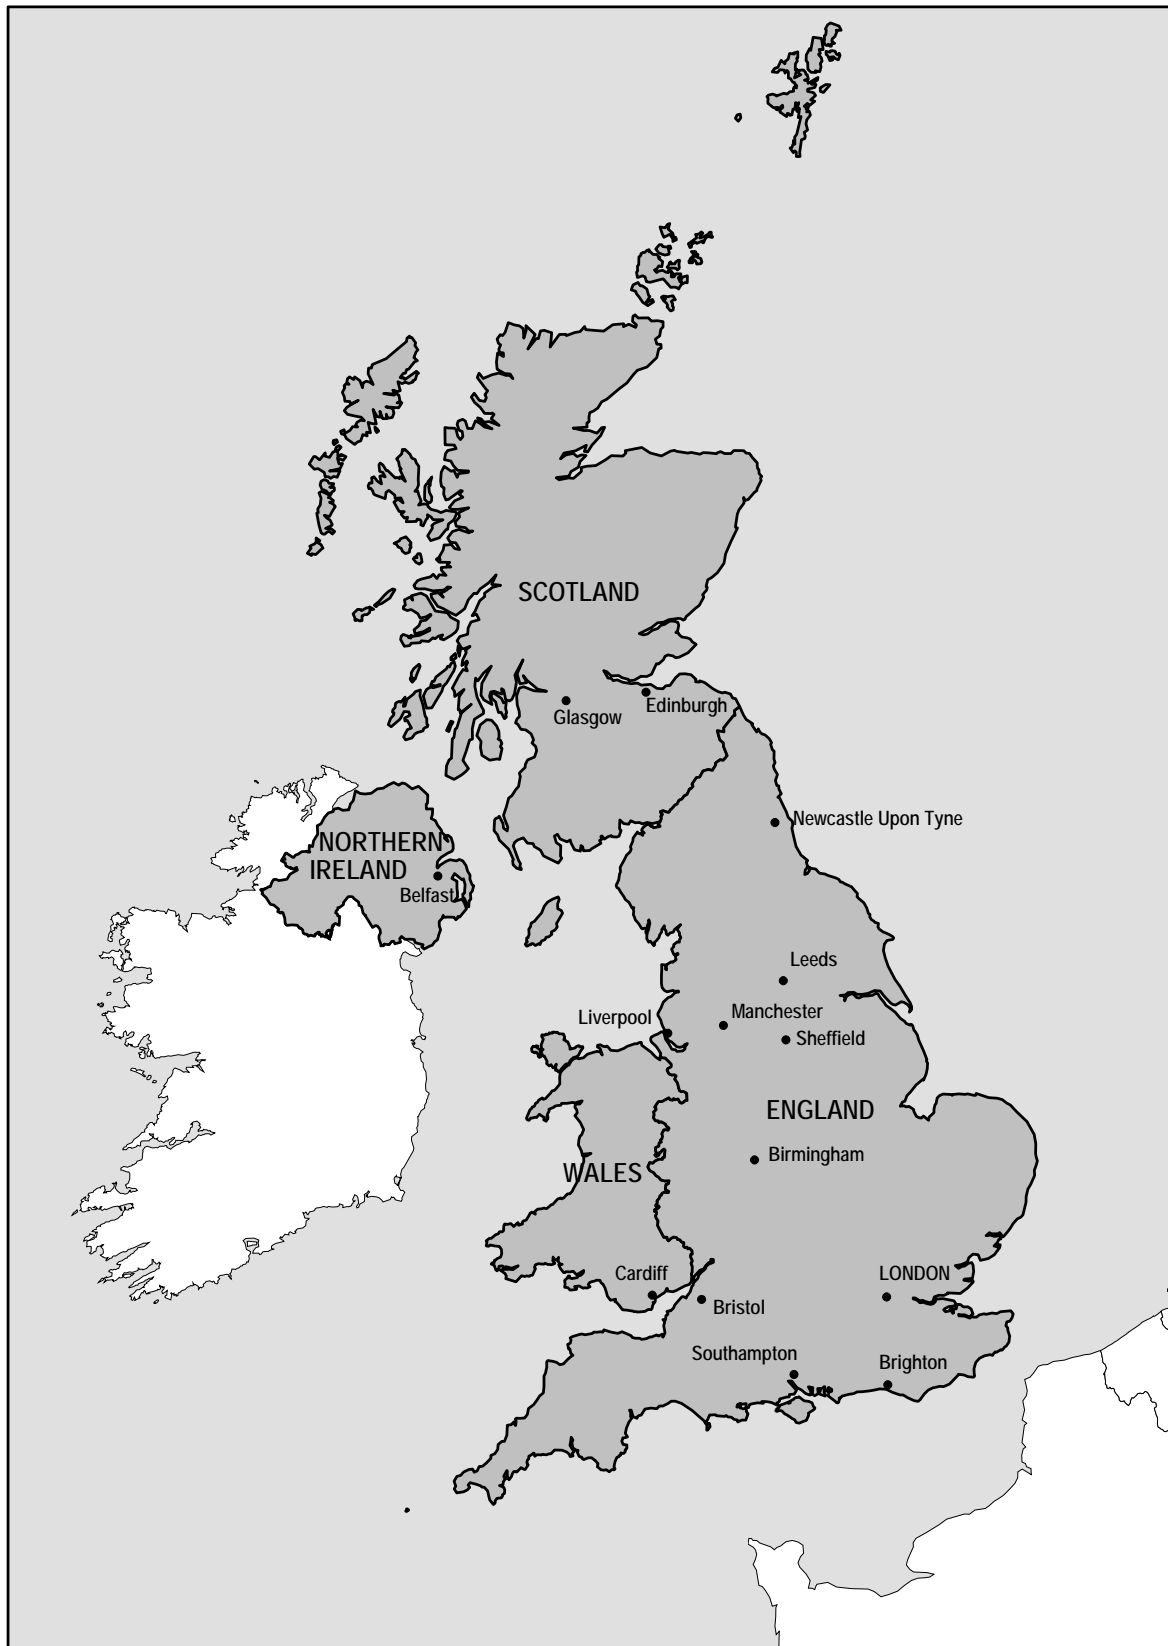 SCOTLAND
Edinburgh
Glasgow
Newcastle Upon Tyne
NORTHERN
IRELAND
Belfast
Leeds
Manchester
Liverpool
Sheffield
ENGLAND
Birmingham
WALES
Cardiff
LONDON
Bristol
Southampton
Brighton